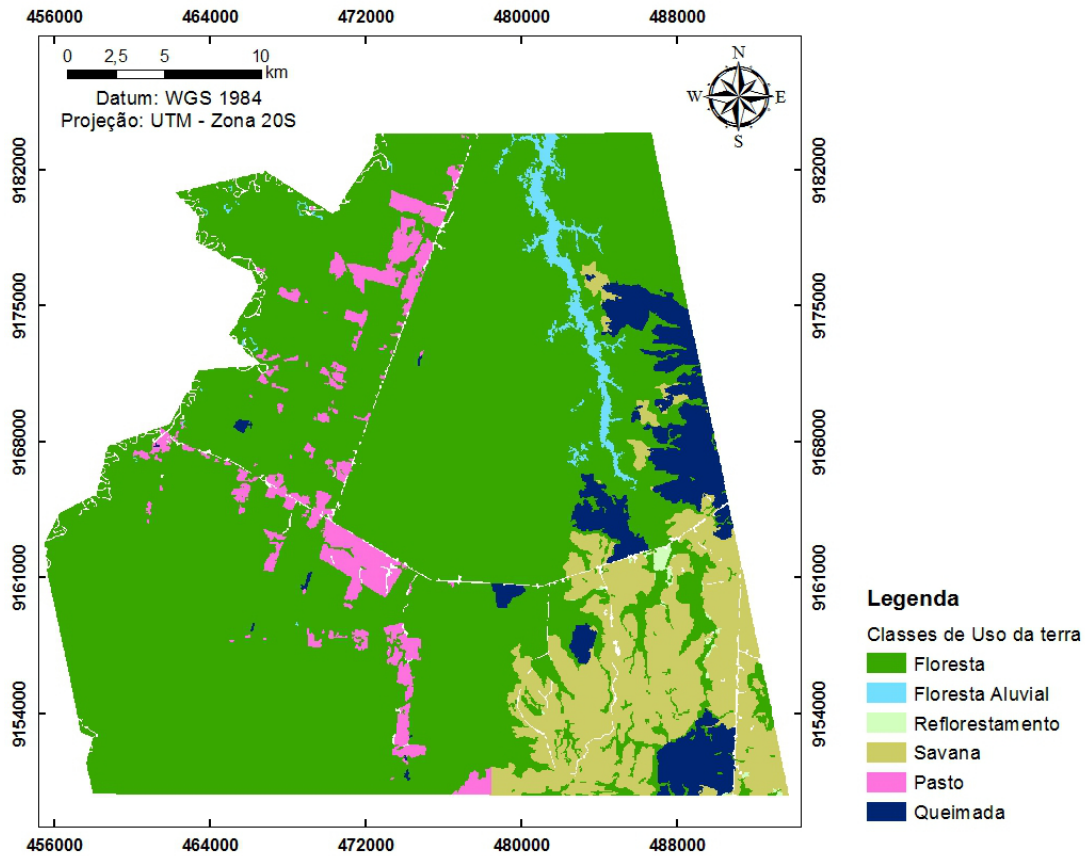 456000 464000 472000 480000 488000
0 2,5 5 10
km
Datum: WGS 1984
Projeção: UTM - Zona 20S
N
W E
S
9182000 9182000
9175000 9175000
9168000 9168000
9161000 9161000
9154000 9154000
456000 464000 472000 480000 488000
Legenda
Classes de Uso da terra
Floresta
Floresta Aluvial
Reflorestamento
Savana
Pasto
Queimada